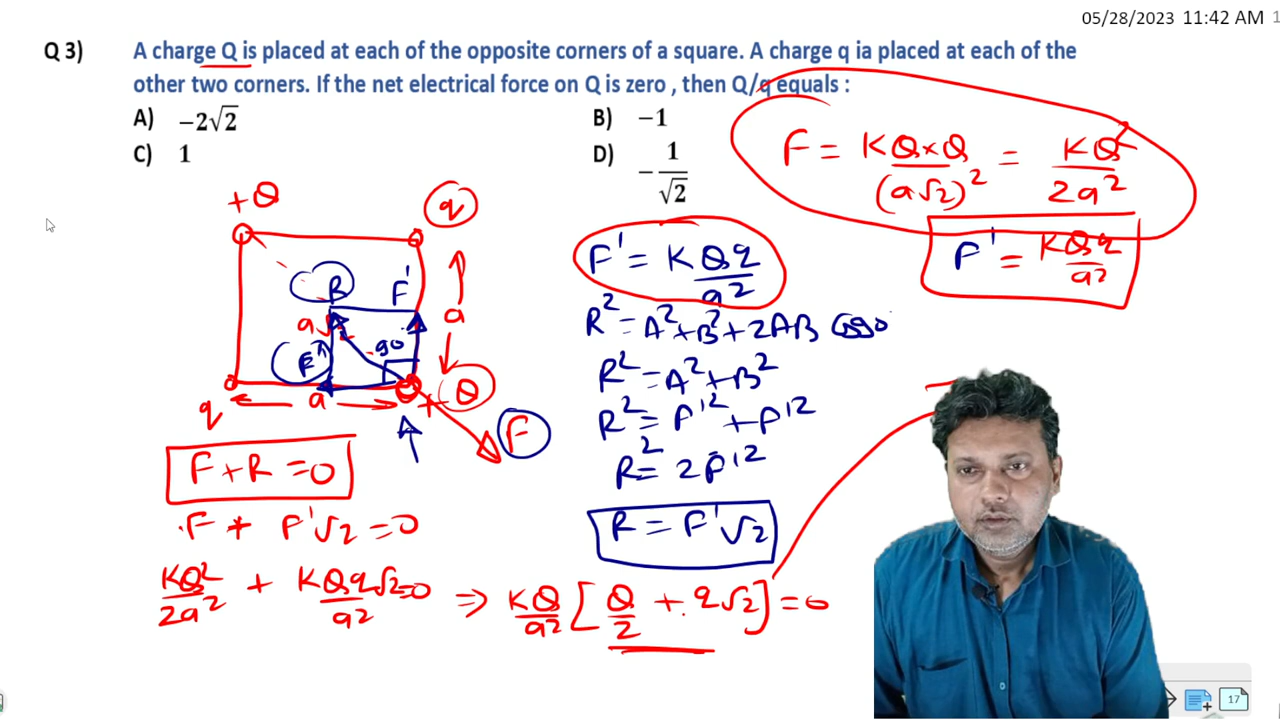 05/28/2023 11:42 AM 1
Q 3) A charge Q is placed at each of the opposite corners of a square. A charge q ia placed at each of the
other two corners. If the net electrical force on Q is zero , then Q/q equals :
A) −2√2
B) −1
C) 1
D) −1/√2
F = KQ×Q/(a√2)² = KQ²/2a²
F' = KQq/a²
+Q
q
R
F'
a√2
a
90
F'
q
a
+Q
F
F' = KQq/a²
R² = A² + B² + 2AB Cos90
R² = A² + B²
R² = F'² + F'²
R² = 2F'²
R = F'√2
F + R = 0
F + F'√2 = 0
KQ²/2a² + KQq√2/a² = 0 ⇒ KQ/a² [Q/2 + q√2] = 0
17